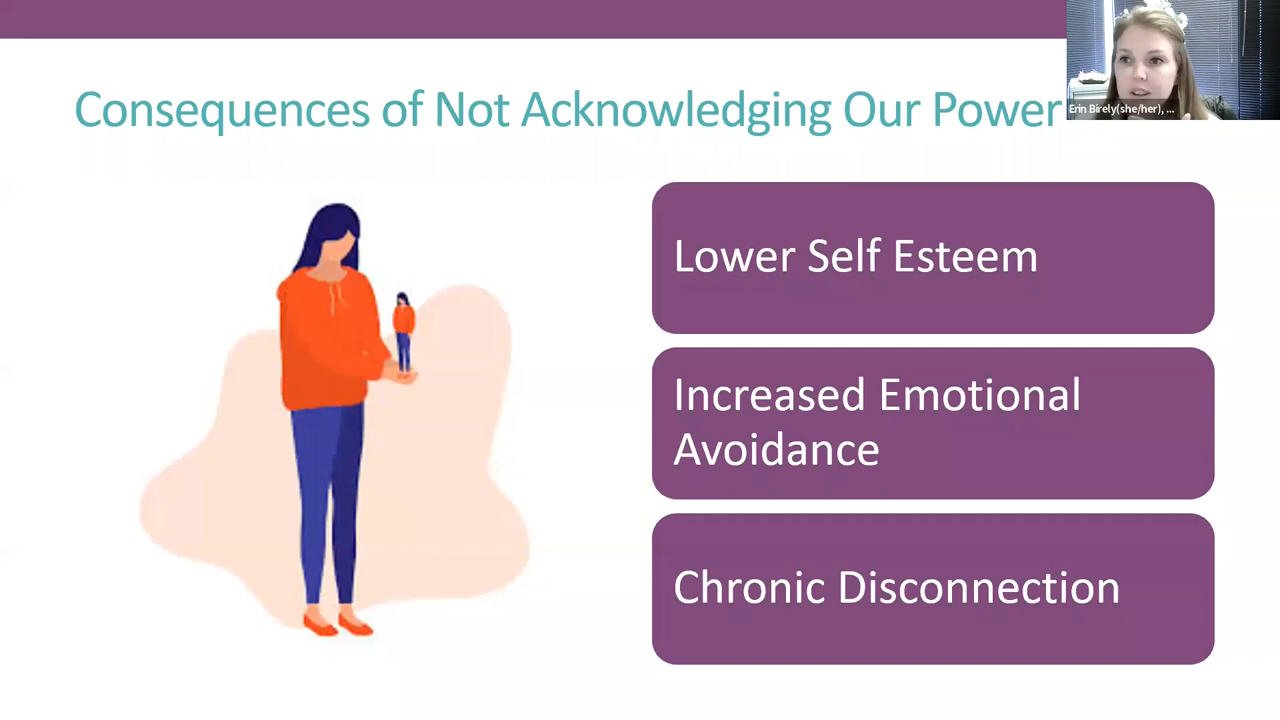 Consequences of Not Acknowledging Our Power
Erin Birely(she/her), ...
Lower Self Esteem
Increased Emotional
Avoidance
Chronic Disconnection